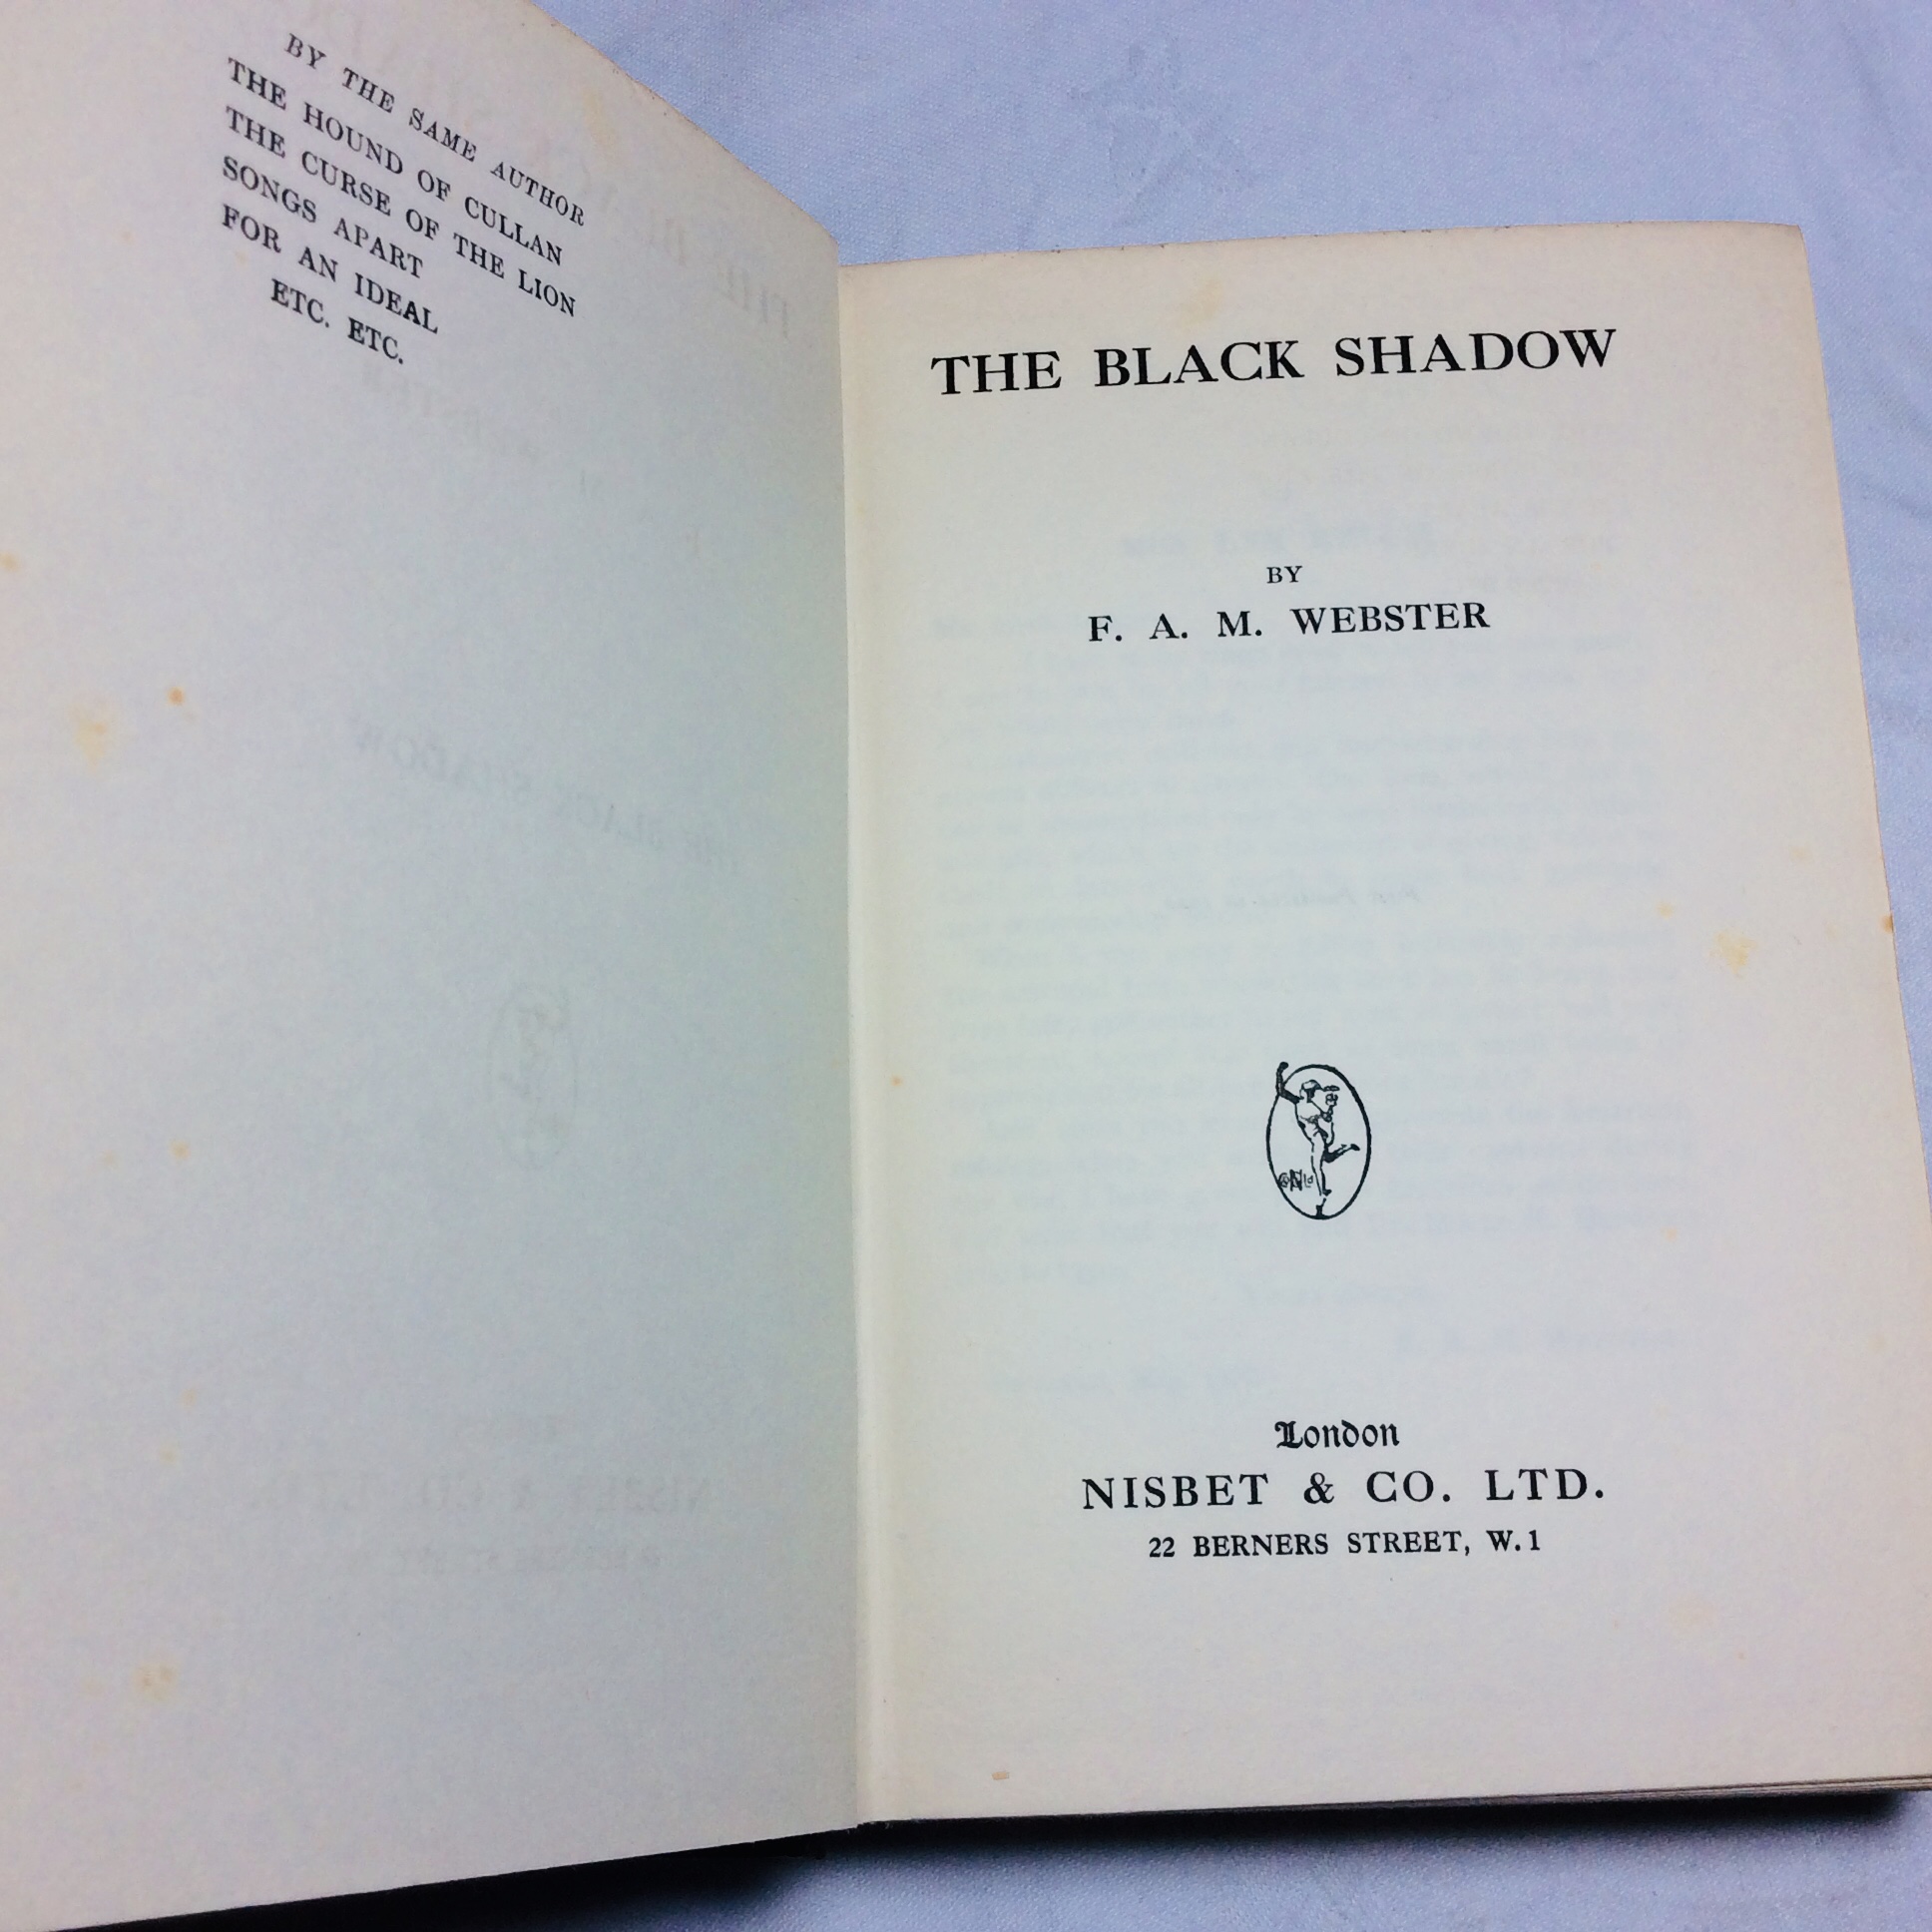 BY THE SAME AUTHOR
THE HOUND OF CULLAN
THE CURSE OF THE LION
SONGS APART
FOR AN IDEAL
ETC. ETC.
THE BLACK SHADOW
BY
F. A. M. WEBSTER
London
NISBET & CO. LTD.
22 BERNERS STREET, W.1